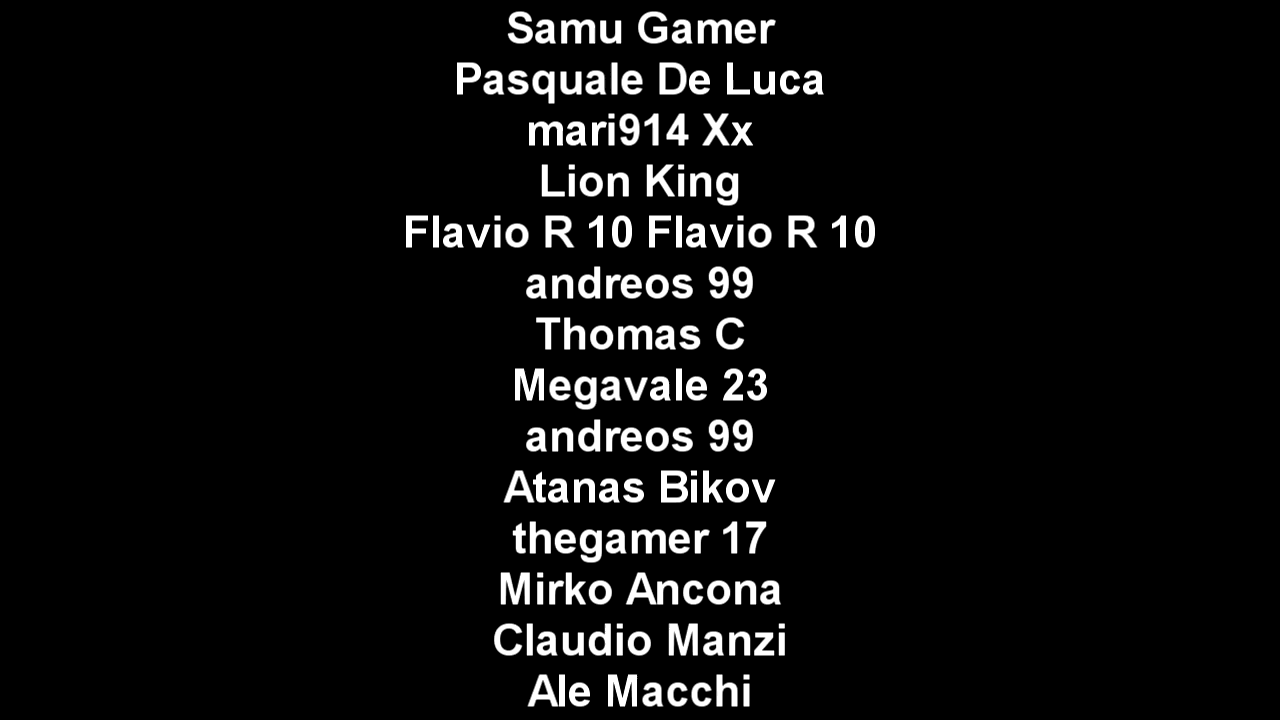 Samu Gamer
Pasquale De Luca
mari914 Xx
Lion King
Flavio R 10 Flavio R 10
andreos 99
Thomas C
Megavale 23
andreos 99
Atanas Bikov
thegamer 17
Mirko Ancona
Claudio Manzi
Ale Macchi